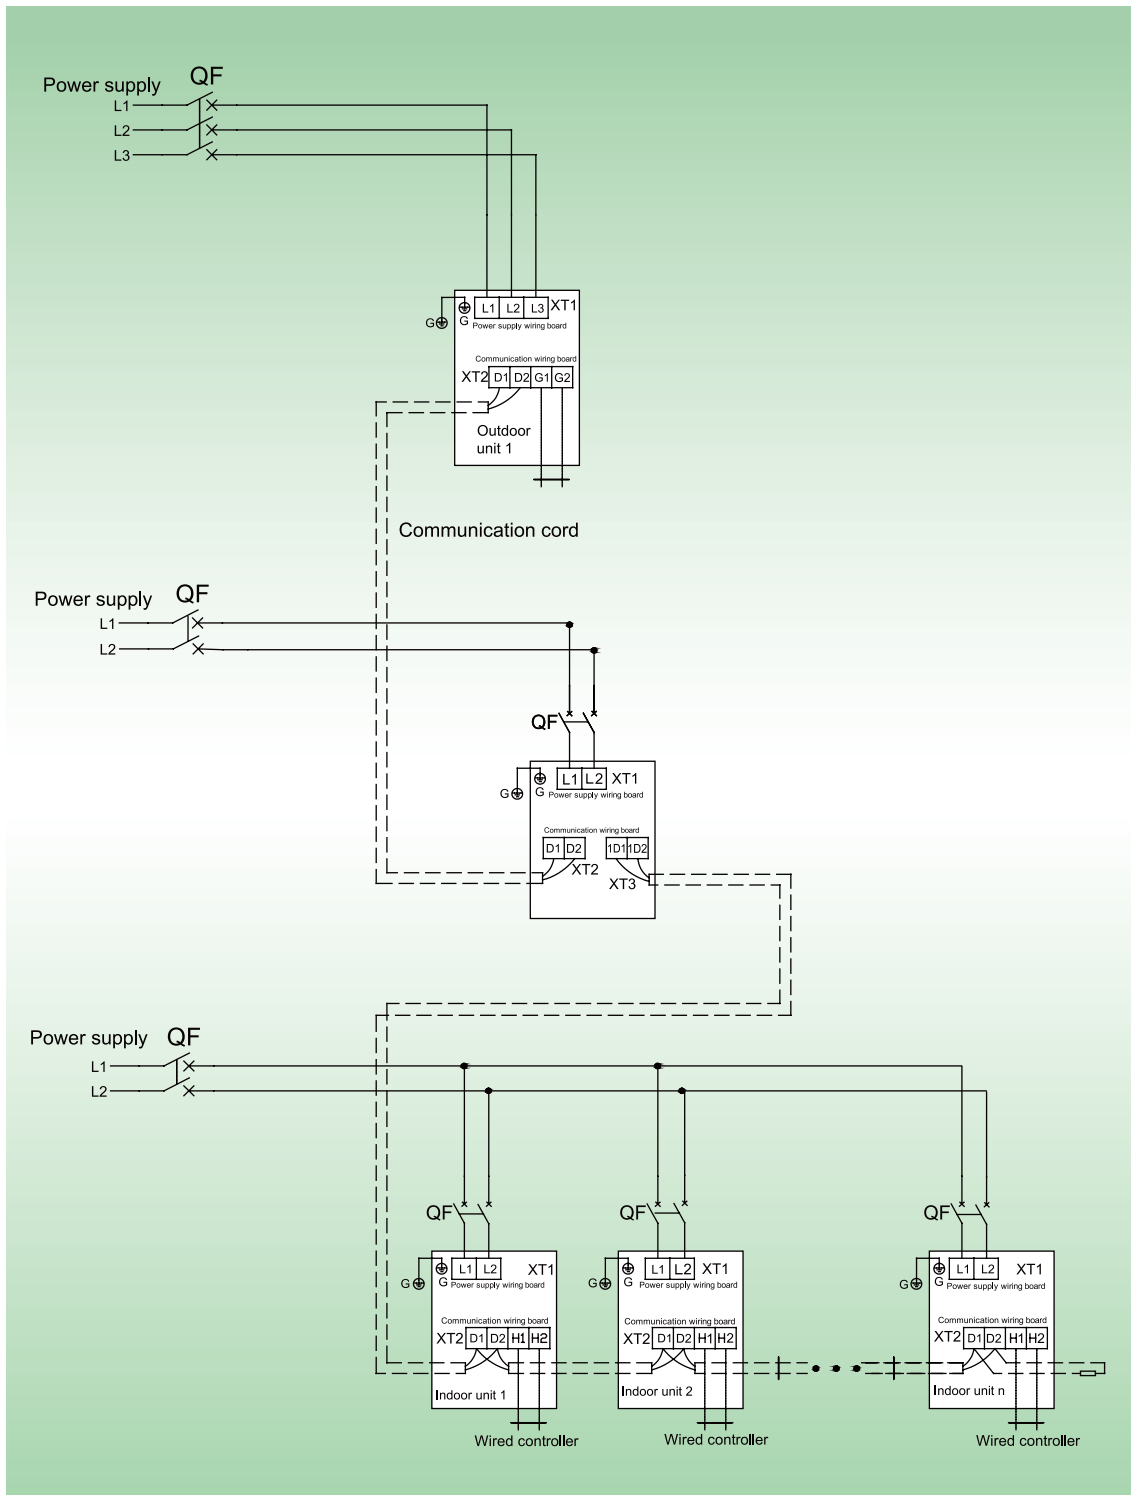 Power supply QF
L1
L2
L3
L1 L2 L3 XT1
G G
Power supply wiring board
Communication wiring board
XT2 D1 D2 G1 G2
Outdoor
unit 1
Communication cord
Power supply QF
L1
L2
QF
L1 L2 XT1
G G
Power supply wiring board
Communication wiring board
D1 D2 1D1 1D2
XT2
XT3
Power supply QF
L1
L2
QF QF QF
L1 L2 XT1 L1 L2 XT1 L1 L2 XT1
G G G G G G
Power supply wiring board Power supply wiring board Power supply wiring board
Communication wiring board Communication wiring board Communication wiring board
XT2 D1 D2 H1 H2 XT2 D1 D2 H1 H2 XT2 D1 D2 H1 H2
Indoor unit 1 Indoor unit 2 Indoor unit n
Wired controller Wired controller Wired controller